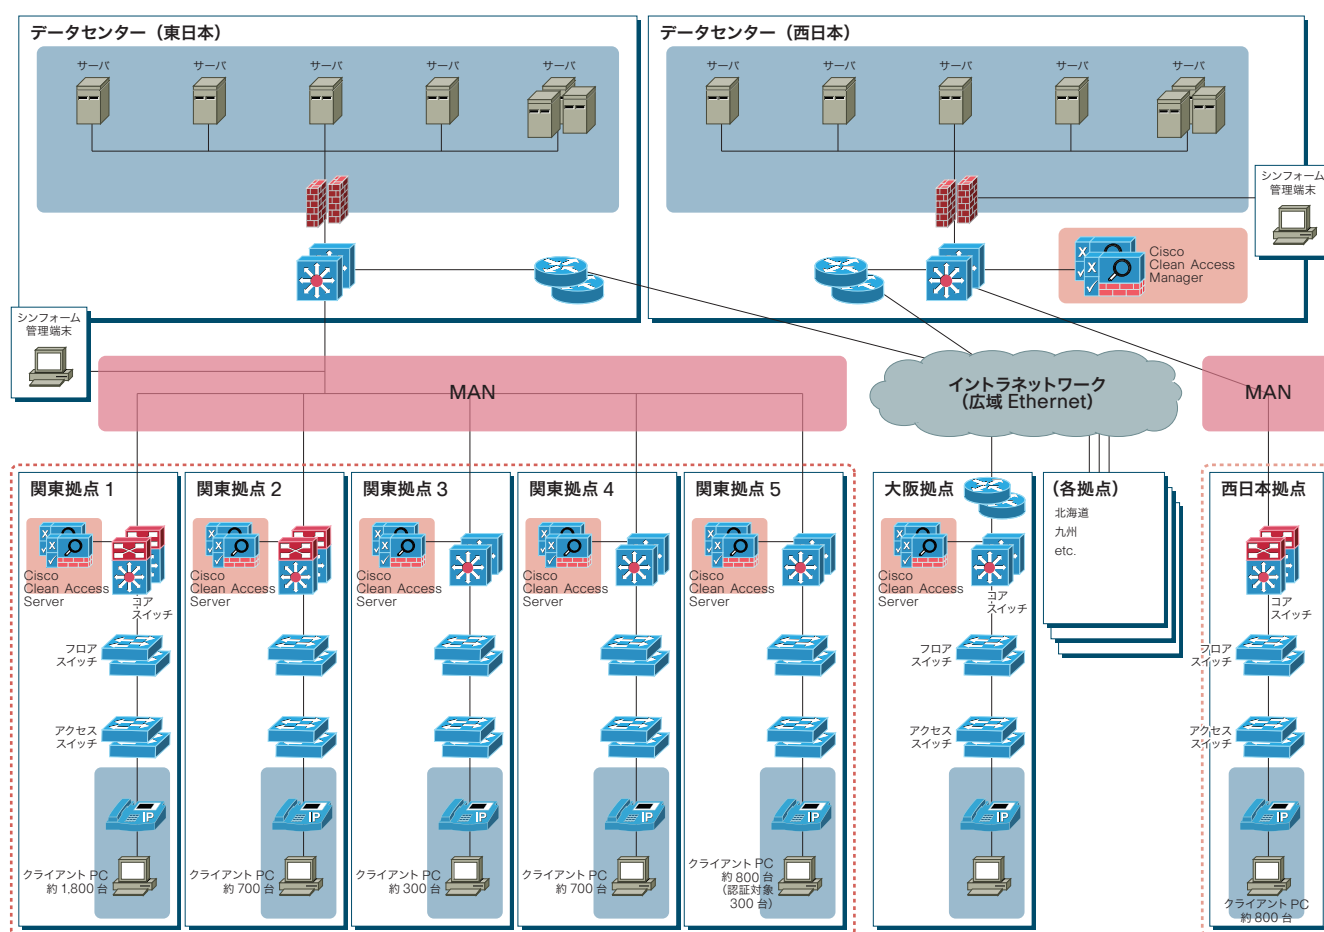 データセンター（東日本）
サーバ
サーバ
サーバ
サーバ
サーバ
データセンター（西日本）
サーバ
サーバ
サーバ
サーバ
サーバ
シンフォーム
管理端末
Cisco
Clean Access
Manager
シンフォーム
管理端末
MAN
イントラネットワーク
（広域 Ethernet）
MAN
関東拠点 1
Cisco
Clean Access
Server
コア
スイッチ
フロア
スイッチ
アクセス
スイッチ
IP
クライアント PC
約 1,800 台
関東拠点 2
Cisco
Clean Access
Server
IP
クライアント PC
約 700 台
関東拠点 3
Cisco
Clean Access
Server
IP
クライアント PC
約 300 台
関東拠点 4
Cisco
Clean Access
Server
IP
クライアント PC
約 700 台
関東拠点 5
Cisco
Clean Access
Server
IP
クライアント PC
約 800 台
（認証対象
300 台）
大阪拠点
Cisco
Clean Access
Server
コア
スイッチ
フロア
スイッチ
アクセス
スイッチ
IP
（各拠点）
北海道
九州
etc.
西日本拠点
コア
スイッチ
フロア
スイッチ
アクセス
スイッチ
IP
クライアント PC
約 800 台